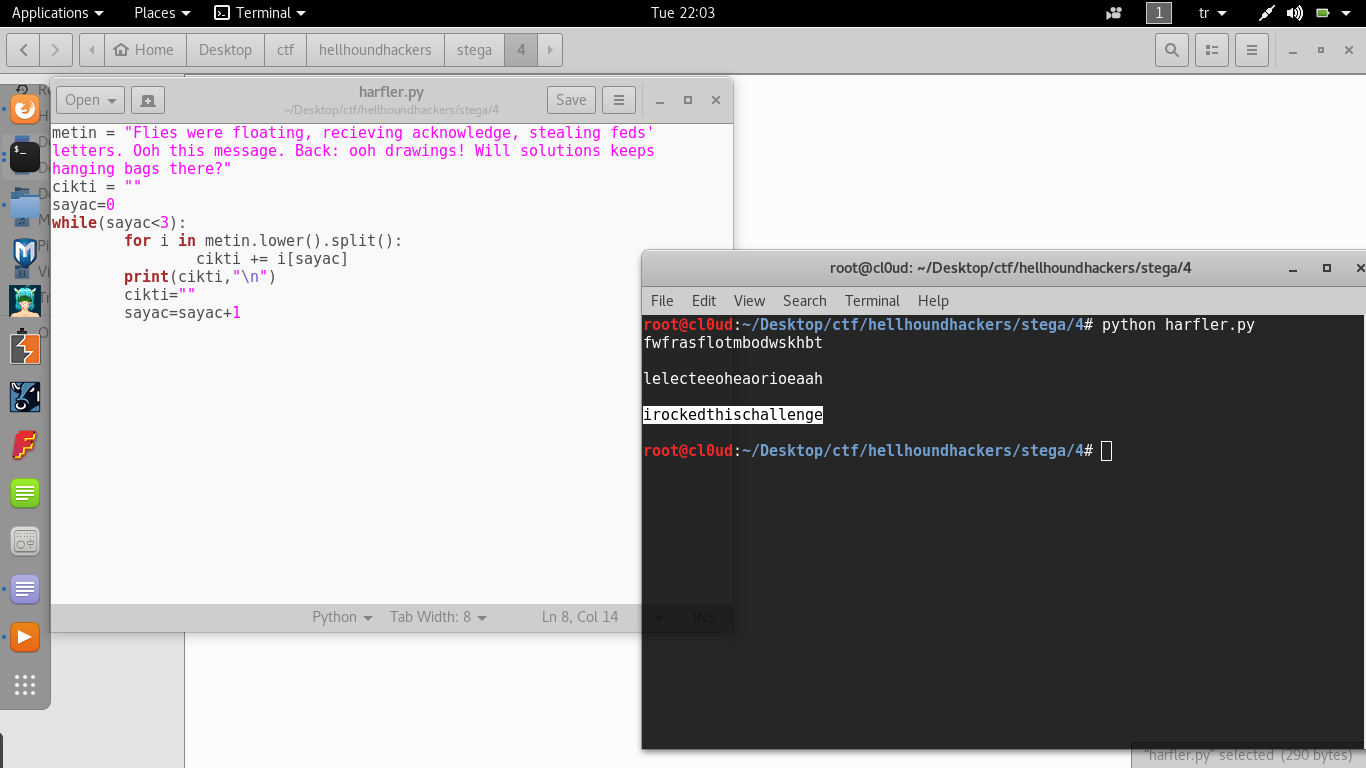 Applications Places Terminal Tue 22:03 1 tr
Home Desktop ctf hellhoundhackers stega 4
Open harfler.py Save
~/Desktop/ctf/hellhoundhackers/stega/4
metin = "Flies were floating, recieving acknowledge, stealing feds'
letters. Ooh this message. Back: ooh drawings! Will solutions keeps
hanging bags there?"
cikti = ""
sayac=0
while(sayac<3):
for i in metin.lower().split():
cikti += i[sayac]
print(cikti,"\n")
cikti=""
sayac=sayac+1
Python Tab Width: 8 Ln 8, Col 14 INS
root@cl0ud: ~/Desktop/ctf/hellhoundhackers/stega/4
File Edit View Search Terminal Help
root@cl0ud:~/Desktop/ctf/hellhoundhackers/stega/4# python harfler.py
fwfrasflotmbodwskhbt
lelecteeoheaorioeaah
irockedthischallenge
root@cl0ud:~/Desktop/ctf/hellhoundhackers/stega/4#
"harfler.py" selected (290 bytes)